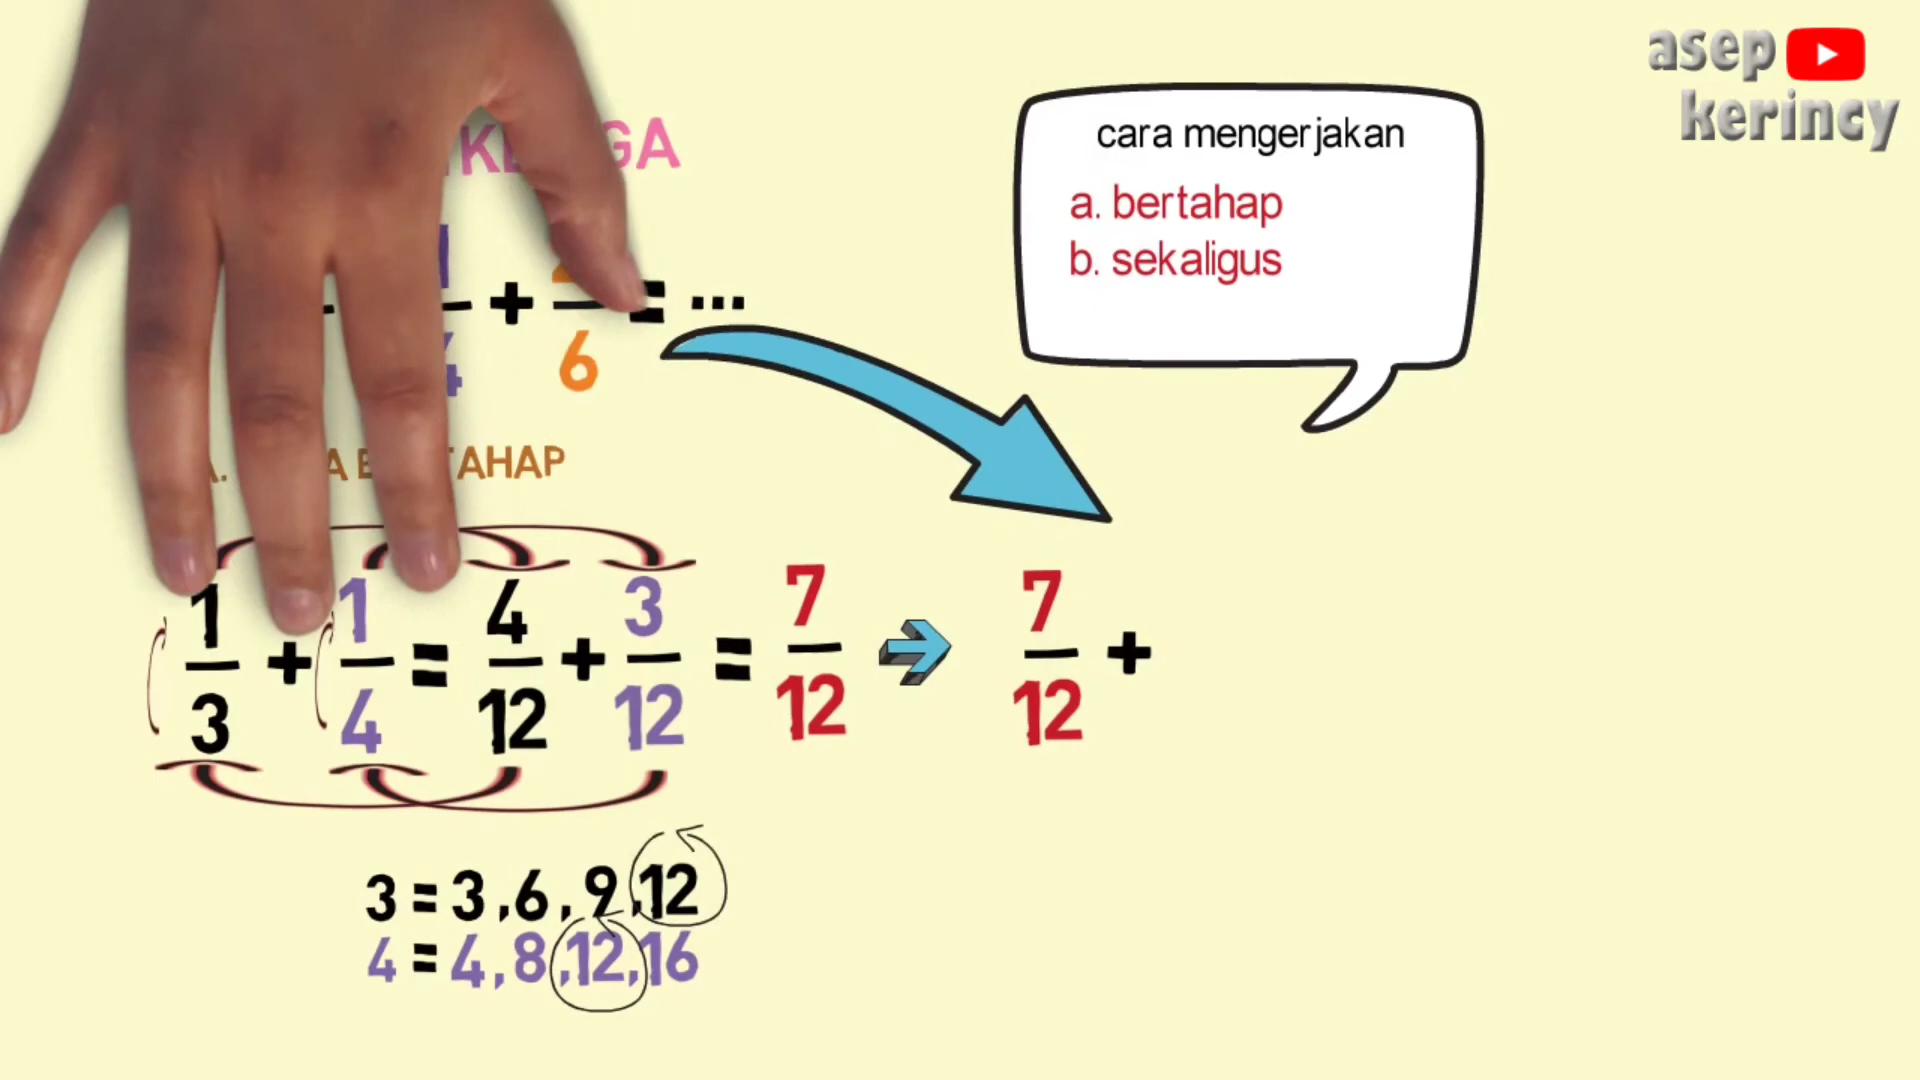 asep
kerincy
cara mengerjakan
a. bertahap
b. sekaligus
+ 6 = ...
1/3 + 1/4 = 4/12 + 3/12 = 7/12 7/12 +
3 = 3 , 6 , 9 , 12
4 = 4 , 8 , 12 , 16